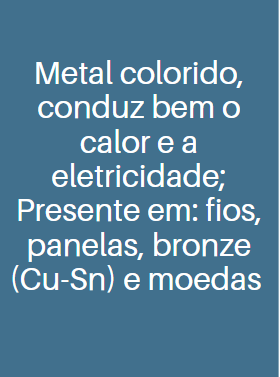 Metal colorido,
conduz bem o
calor e a
eletricidade;
Presente em: fios,
panelas, bronze
(Cu-Sn) e moedas